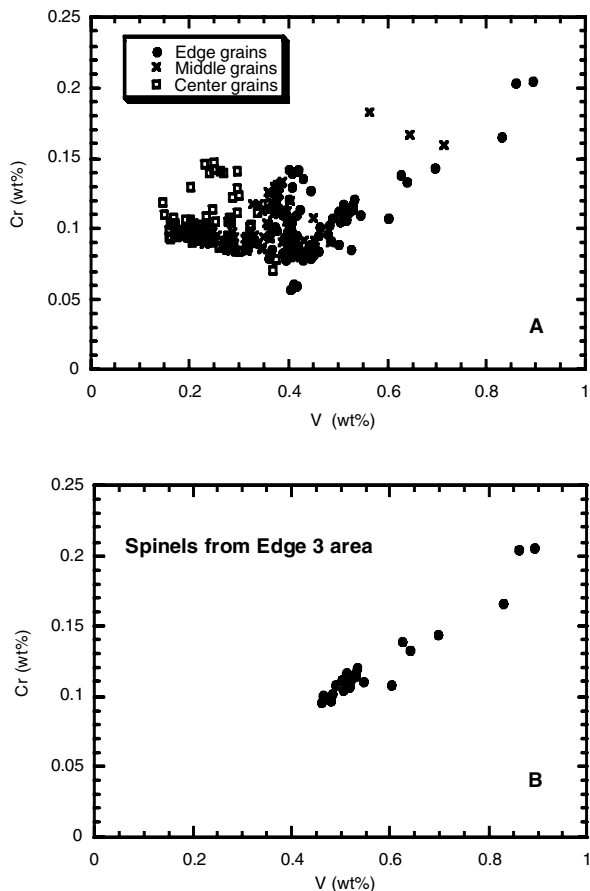 0.25
Edge grains
Middle grains
Center grains
0.2
0.15
Cr (wt%)
0.1
0.05
A
0
0
0.2
0.4
0.6
0.8
1
V (wt%)
0.25
Spinels from Edge 3 area
0.2
0.15
Cr (wt%)
0.1
0.05
B
0
0
0.2
0.4
0.6
0.8
1
V (wt%)